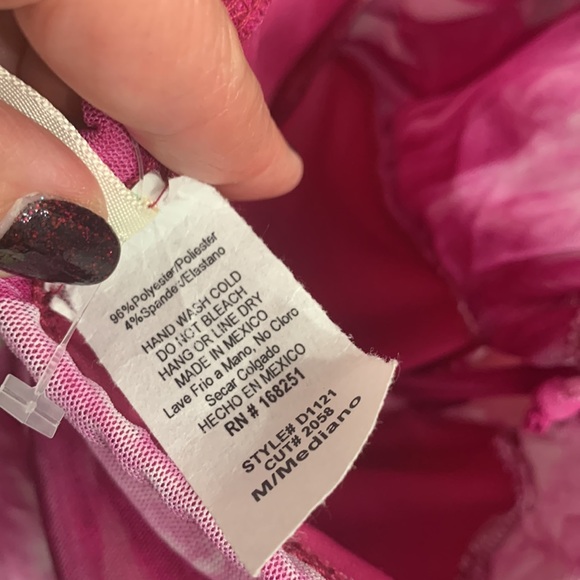 96%Polyester/Poliester
4%Spandex/Elastano
HAND WASH COLD
DO NOT BLEACH
HANG OR LINE DRY
MADE IN MEXICO
Lave Frio a Mano, No Cloro
Secar Colgado
HECHO EN MEXICO
RN # 168251
STYLE# D1121
CUT# 2058
M/Mediano